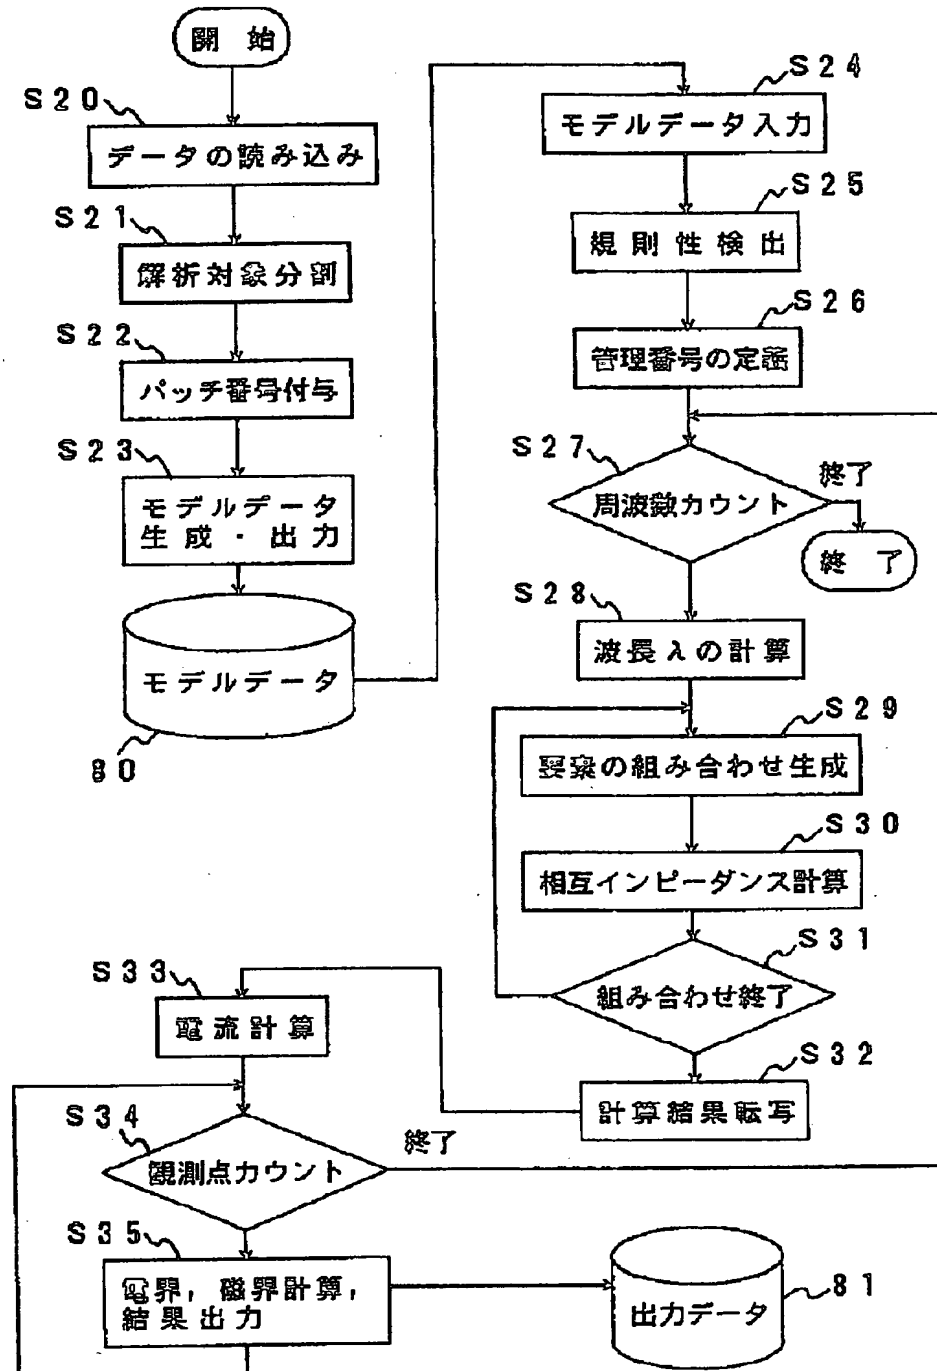 開 始
S20
データの読み込み
S21
解析対象分割
S22
パッチ番号付与
S23
モデルデータ
生成・出力
モデルデータ
80
S24
モデルデータ入力
S25
規則性検出
S26
管理番号の定義
S27
周波数カウント
終了
終 了
S28
波長λの計算
S29
要素の組み合わせ生成
S30
相互インピーダンス計算
S31
組み合わせ終了
S32
計算結果転写
S33
電流計算
S34
観測点カウント
終了
S35
電界,磁界計算,
結果出力
出力データ
81